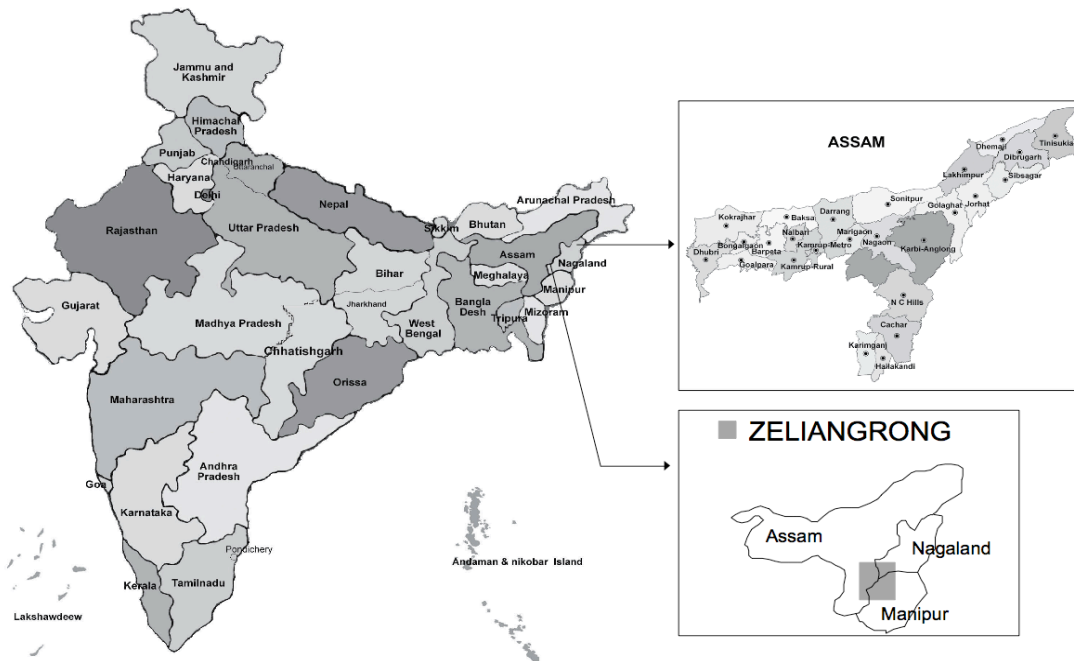 Jammu and
Kashmir
Himachal
Pradesh
Punjab
Chandigarh
Uttaranchal
Haryana
Delhi
Rajasthan
Uttar Pradesh
Nepal
Sikkim
Bhutan
Arunachal Pradesh
Assam
Nagaland
Meghalaya
Manipur
Bangla
Desh
Tripura
Mizoram
Bihar
Jharkhand
West
Bengal
Gujarat
Madhya Pradesh
Chhatishgarh
Orissa
Maharashtra
Andhra
Pradesh
Goa
Karnataka
Pondichery
Kerala
Tamilnadu
Lakshawdeew
Andaman & nikobar Island
ASSAM
Dhemaji
Tinisukia
Dibrugarh
Lakhimpur
Sibsagar
Sonitpur
Jorhat
Golaghat
Kokrajhar
Baksa
Darrang
Nalbari
Marigaon
Bongaigaon
Barpeta
Kamrup-Metro
Nagaon
Karbi-Anglong
Dhubri
Goalpara
Kamrup-Rural
N C Hills
Cachar
Karimganj
Hailakandi
ZELIANGRONG
Assam
Nagaland
Manipur